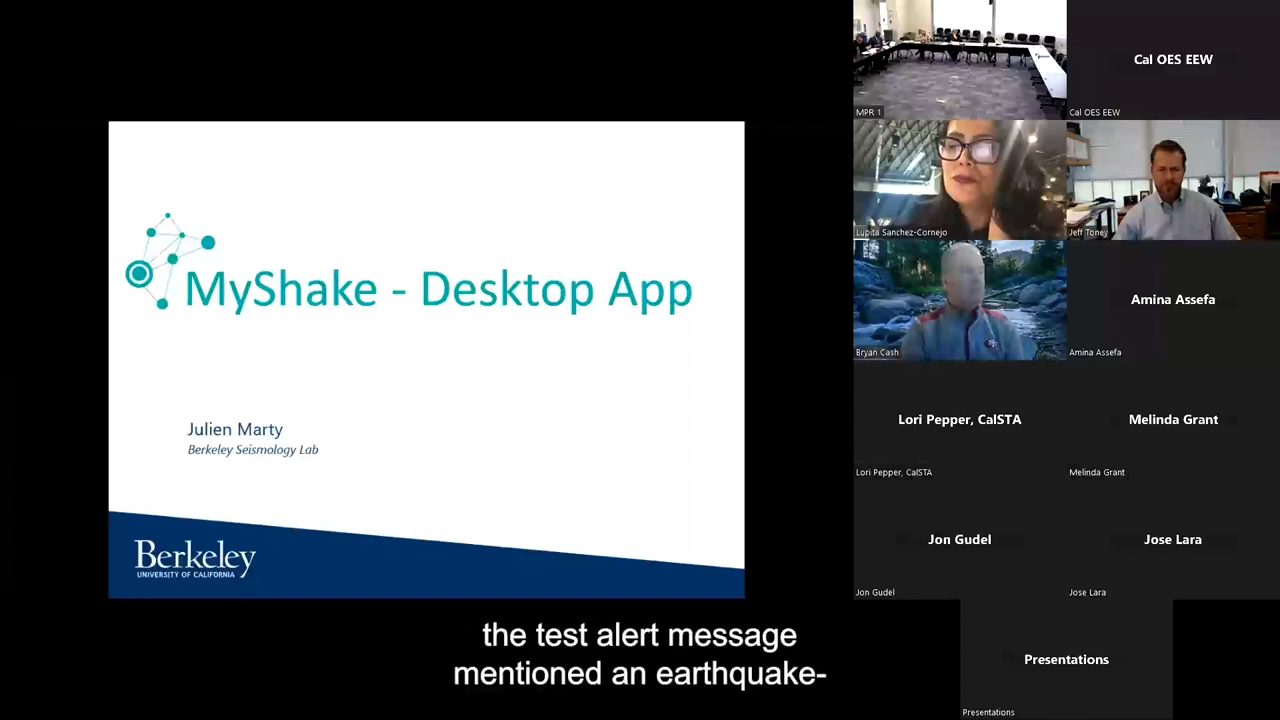 MyShake - Desktop App
Julien Marty
Berkeley Seismology Lab
Berkeley
UNIVERSITY OF CALIFORNIA
the test alert message
mentioned an earthquake-
MPR 1
Cal OES EEW
Cal OES EEW
Lupita Sanchez-Cornejo
Jeff Toney
Bryan Cash
Amina Assefa
Amina Assefa
Lori Pepper, CalSTA
Lori Pepper, CalSTA
Melinda Grant
Melinda Grant
Jon Gudel
Jon Gudel
Jose Lara
Jose Lara
Presentations
Presentations